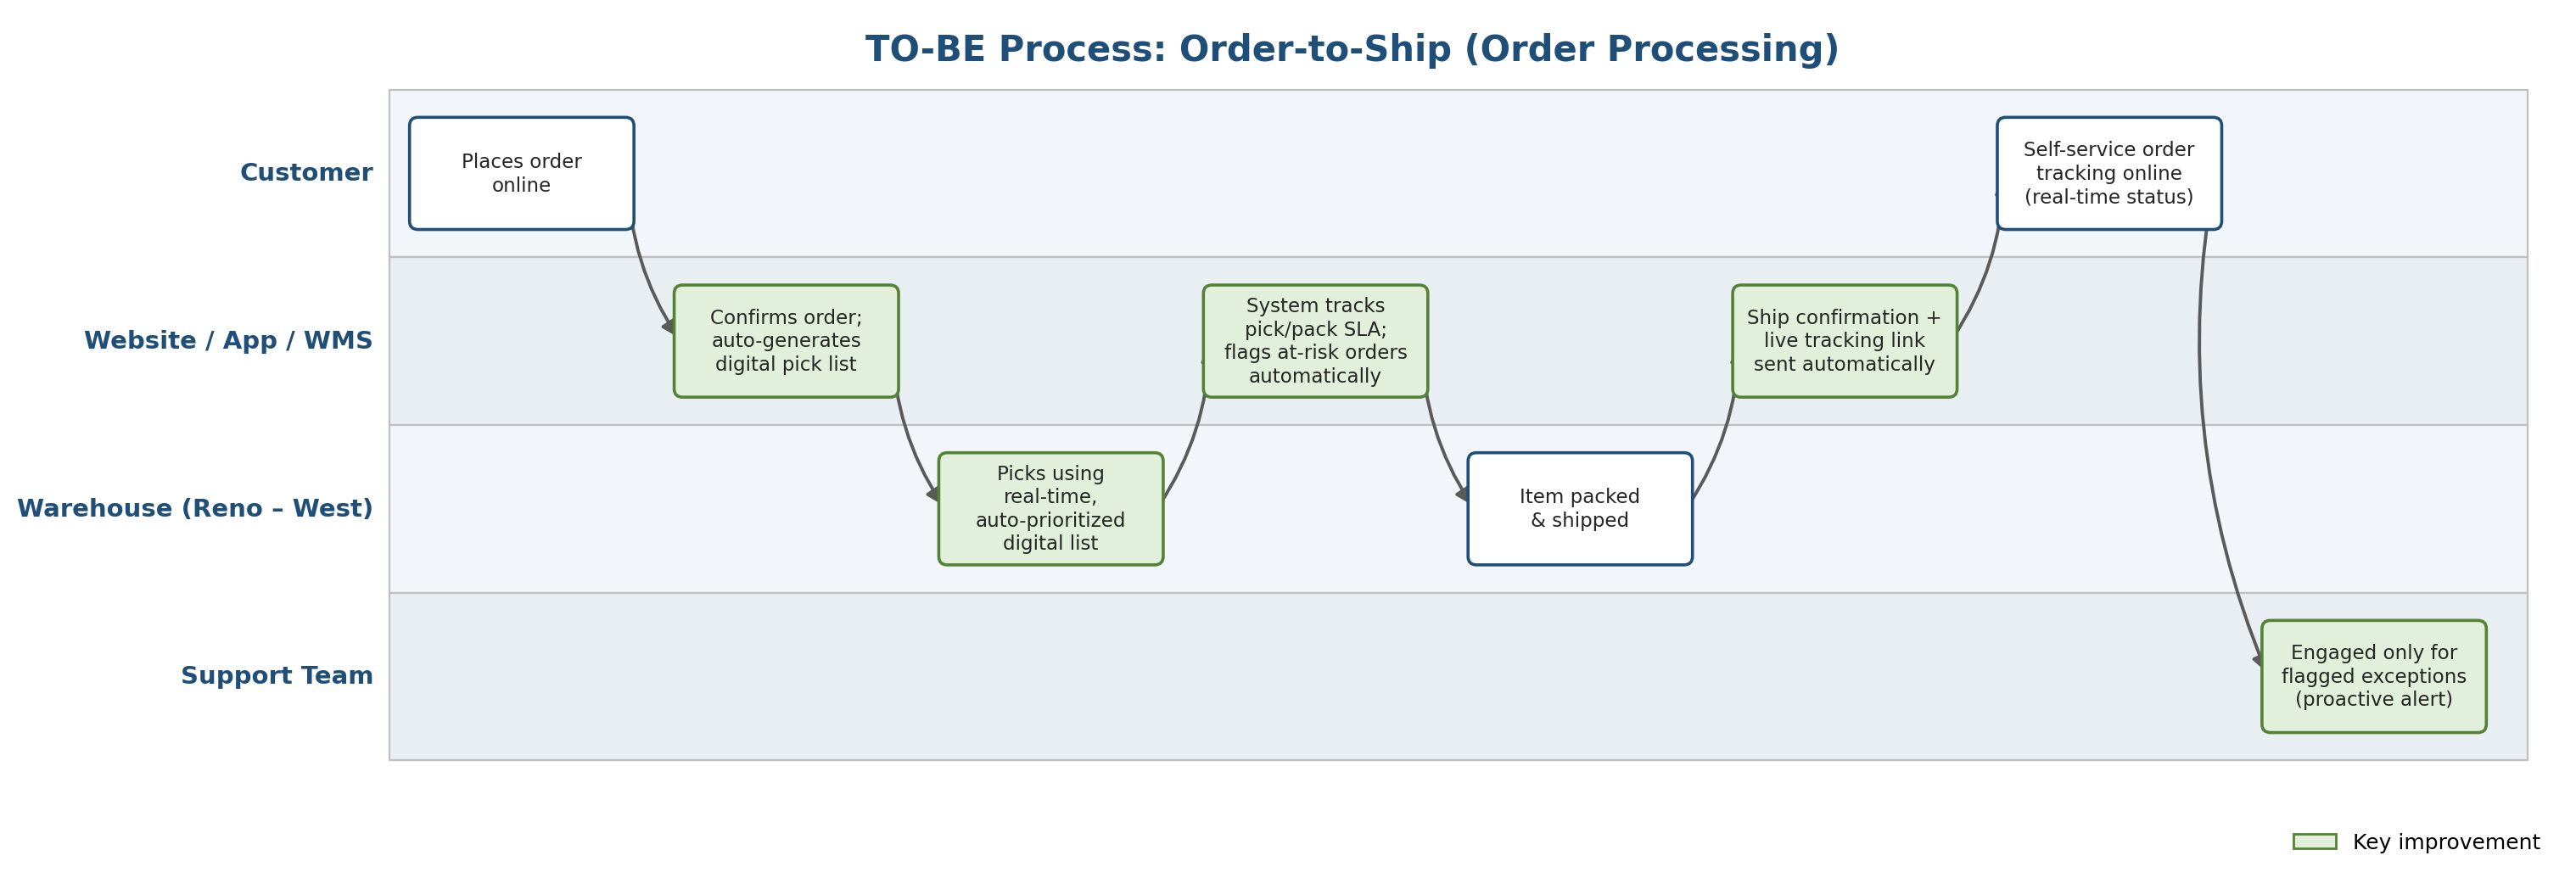 TO-BE Process: Order-to-Ship (Order Processing)
Customer
Places order
online
Self-service order
tracking online
(real-time status)
Website / App / WMS
Confirms order;
auto-generates
digital pick list
System tracks
pick/pack SLA;
flags at-risk orders
automatically
Ship confirmation +
live tracking link
sent automatically
Warehouse (Reno – West)
Picks using
real-time,
auto-prioritized
digital list
Item packed
& shipped
Support Team
Engaged only for
flagged exceptions
(proactive alert)
Key improvement